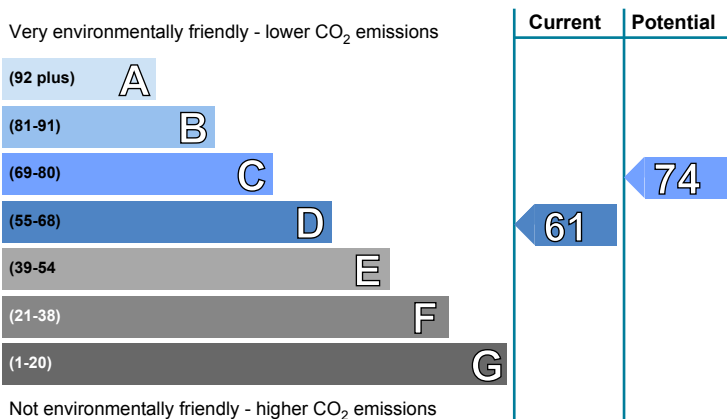 Current Potential
Very environmentally friendly - lower CO2 emissions
(92 plus) A
(81-91) B
(69-80) C
74
(55-68) D
61
(39-54 E
(21-38) F
(1-20) G
Not environmentally friendly - higher CO2 emissions